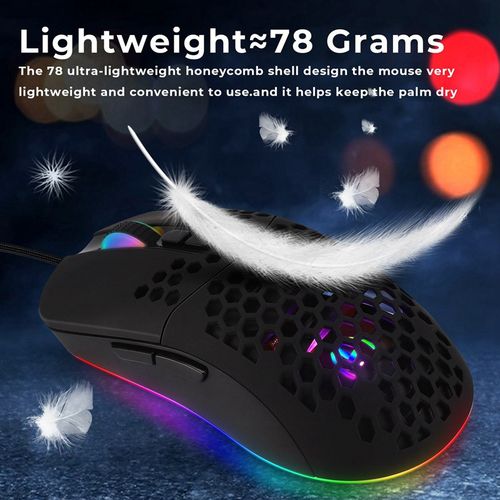 Lightweight≈78 Grams
The 78 ultra-lightweight honeycomb shell design the mouse very
lightweight and convenient to use.and it helps keep the palm dry